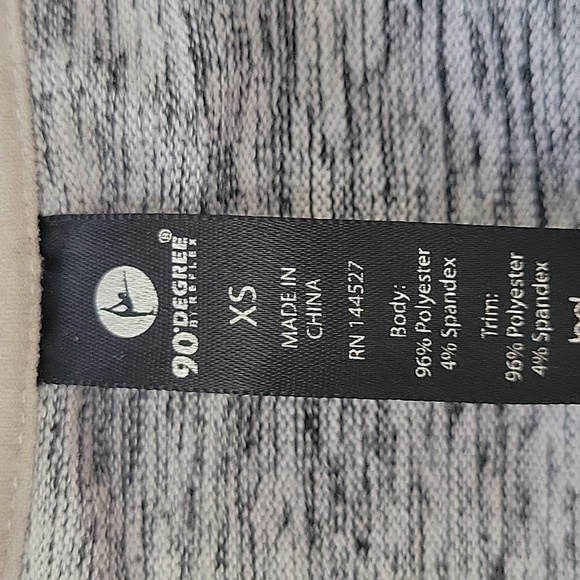 90°DEGREE®
BY REFLEX
XS
MADE IN
CHINA
RN 144527
Body:
96% Polyester
4% Spandex
Trim:
96% Polyester
4% Spandex